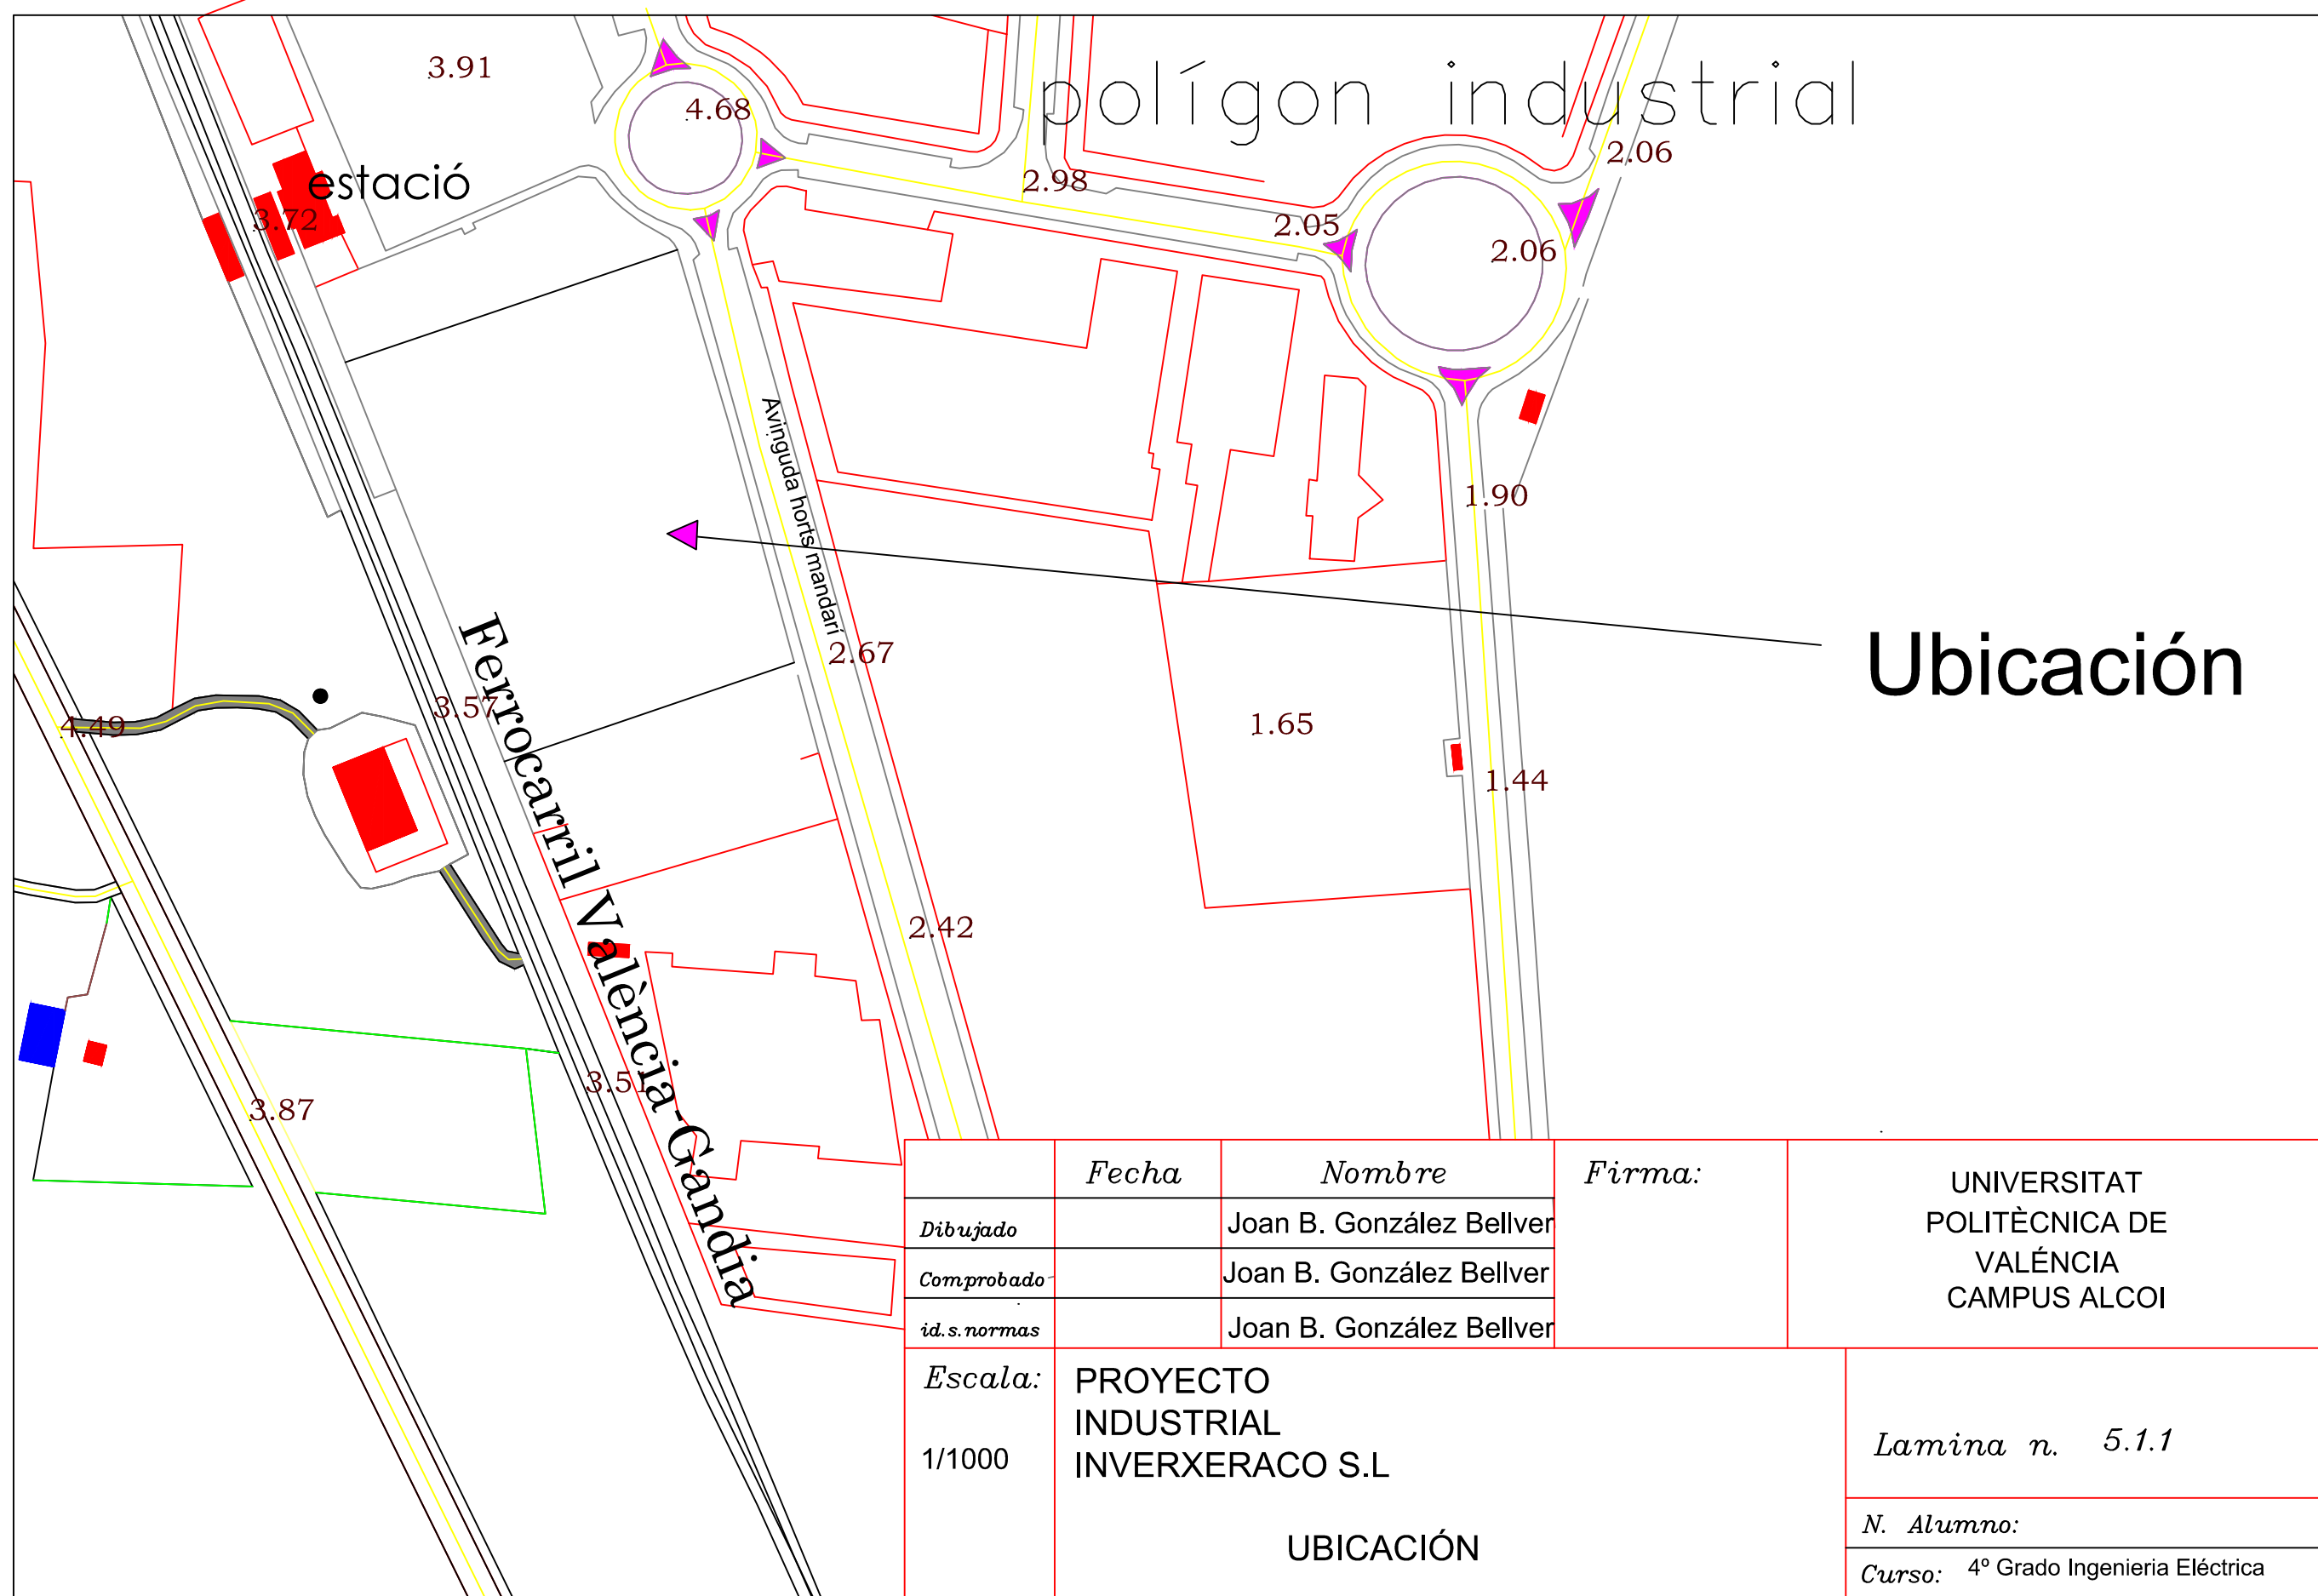 3.91
4.68
polígon industrial
2.06
estació
2.98
3.72
2.05
2.06
Avinguda horts mandarí
1.90
Ferrocarril València-Gandia
2.67
Ubicación
3.57
4.49
1.65
1.44
2.42
3.51
3.87
Fecha
Nombre
Firma:
UNIVERSITAT
POLITÈCNICA DE
VALÉNCIA
CAMPUS ALCOI
Dibujado
Joan B. González Bellver
Comprobado
Joan B. González Bellver
id.s.normas
Joan B. González Bellver
Escala:
1/1000
PROYECTO
INDUSTRIAL
INVERXERACO S.L
UBICACIÓN
Lamina n. 5.1.1
N. Alumno:
Curso: 4º Grado Ingenieria Eléctrica